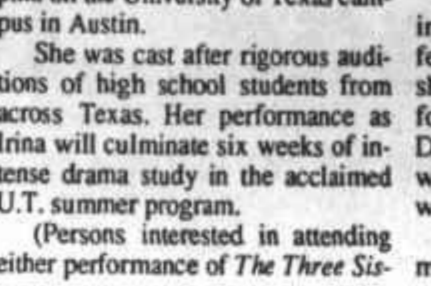 pus in Austin.
She was cast after rigorous audi-
tions of high school students from
across Texas. Her performance as
Irina will culminate six weeks of in-
tense drama study in the acclaimed
U.T. summer program.
(Persons interested in attending
either performance of The Three Sis-